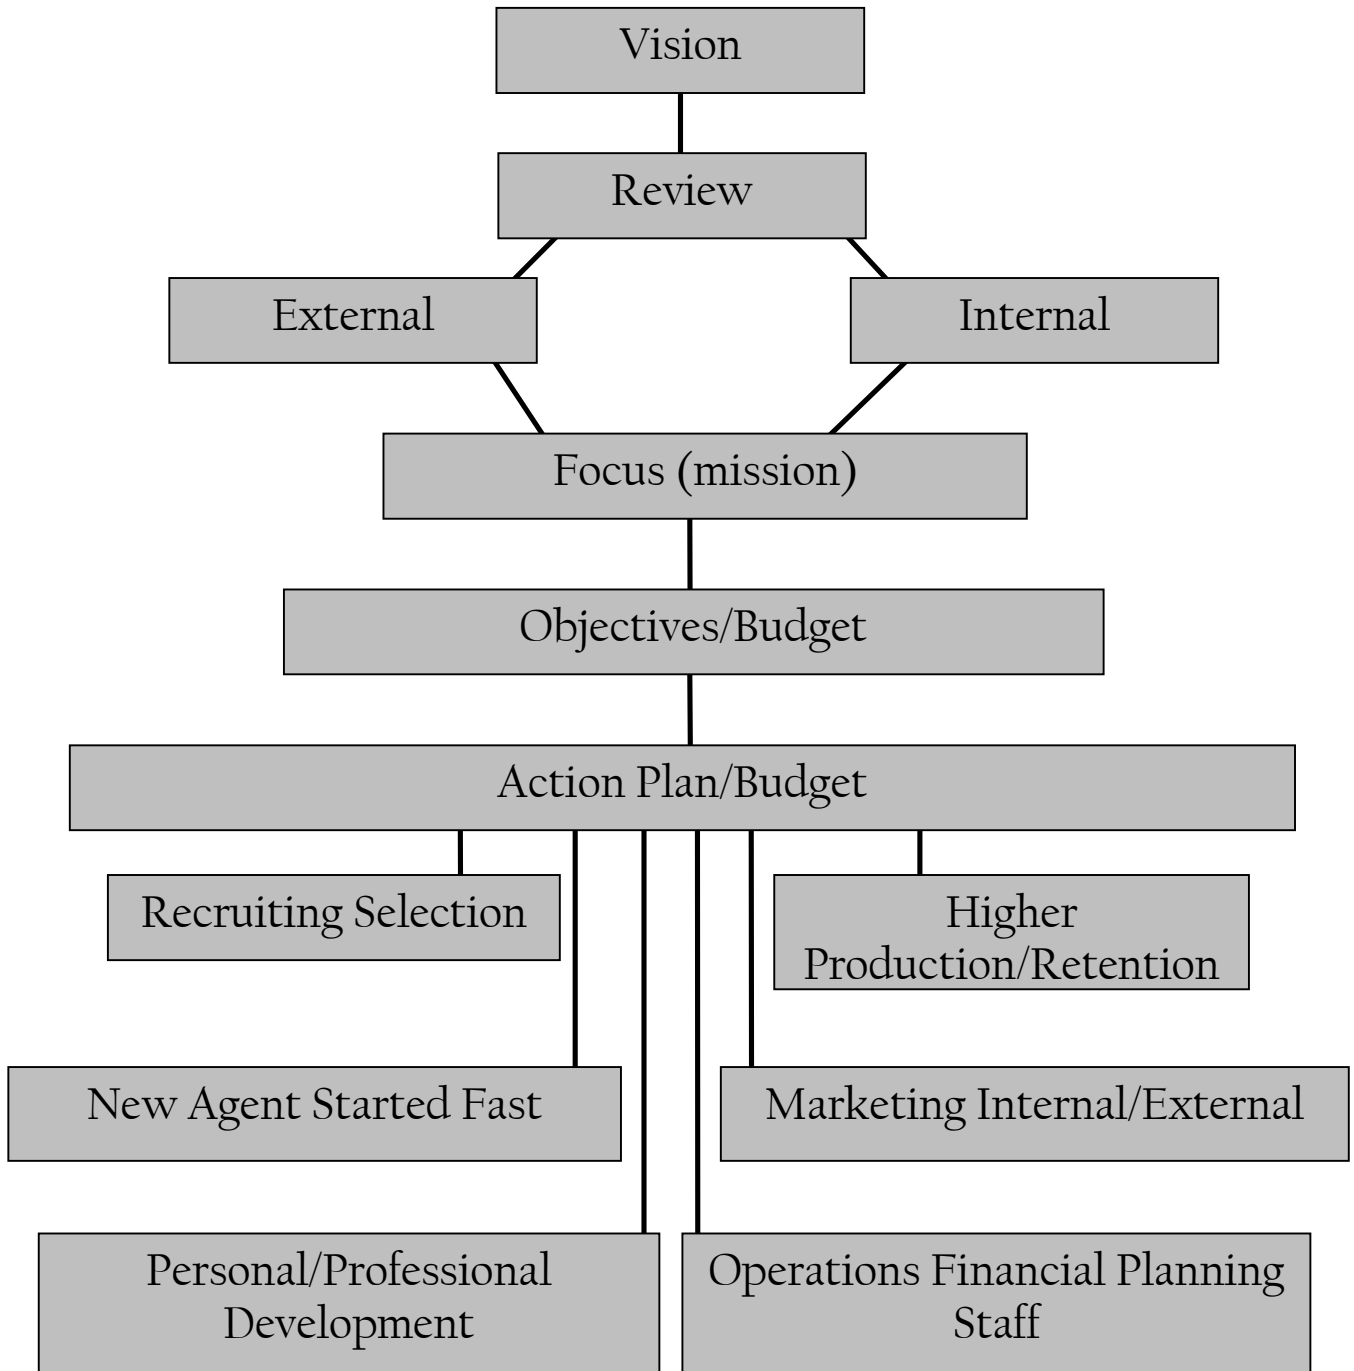 Vision
Review
External
Internal
Focus (mission)
Objectives/Budget
Action Plan/Budget
Recruiting Selection
Higher
Production/Retention
New Agent Started Fast
Marketing Internal/External
Personal/Professional
Development
Operations Financial Planning
Staff